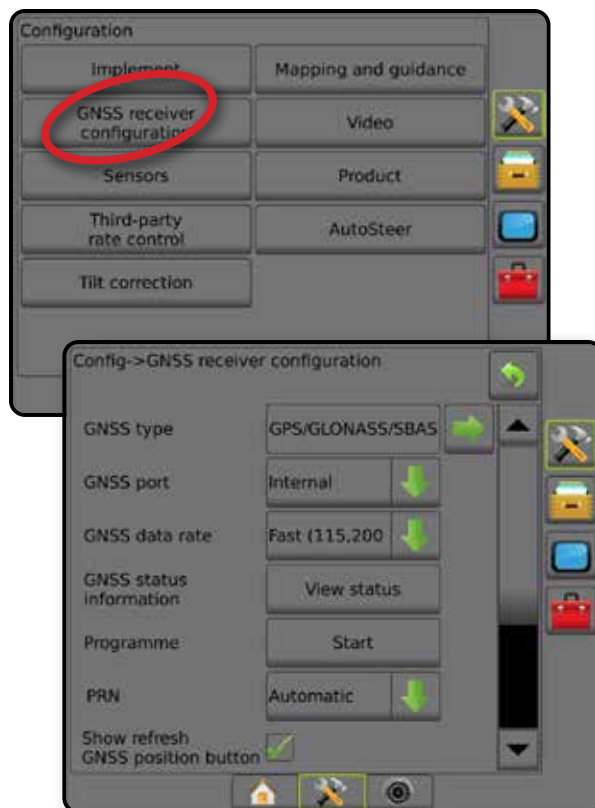 Configuration
Implement
Mapping and guidance
GNSS receiver
configuration
Video
Sensors
Product
Third-party
rate control
AutoSteer
Tilt correction
Config->GNSS receiver configuration
GNSS type
GPS/GLONASS/SBAS
GNSS port
Internal
GNSS data rate
Fast (115,200
GNSS status
information
View status
Programme
Start
PRN
Automatic
Show refresh
GNSS position button